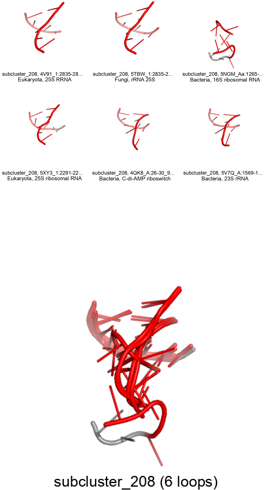 subcluster_208, 4V91_1:2835-28...
Eukaryota, 25S RRNA
subcluster_208, 5TBW_1:2835-2...
Fungi, rRNA 25S
subcluster_208, 5NGM_Aa:1265-...
Bacteria, 16S ribosomal RNA
subcluster_208, 5XY3_1:2291-22...
Eukaryota, 25S ribosomal RNA
subcluster_208, 4QK8_A:26-30_9...
Bacteria, C-di-AMP riboswitch
subcluster_208, 5V7Q_A:1569-1...
Bacteria, 23S rRNA
subcluster_208 (6 loops)